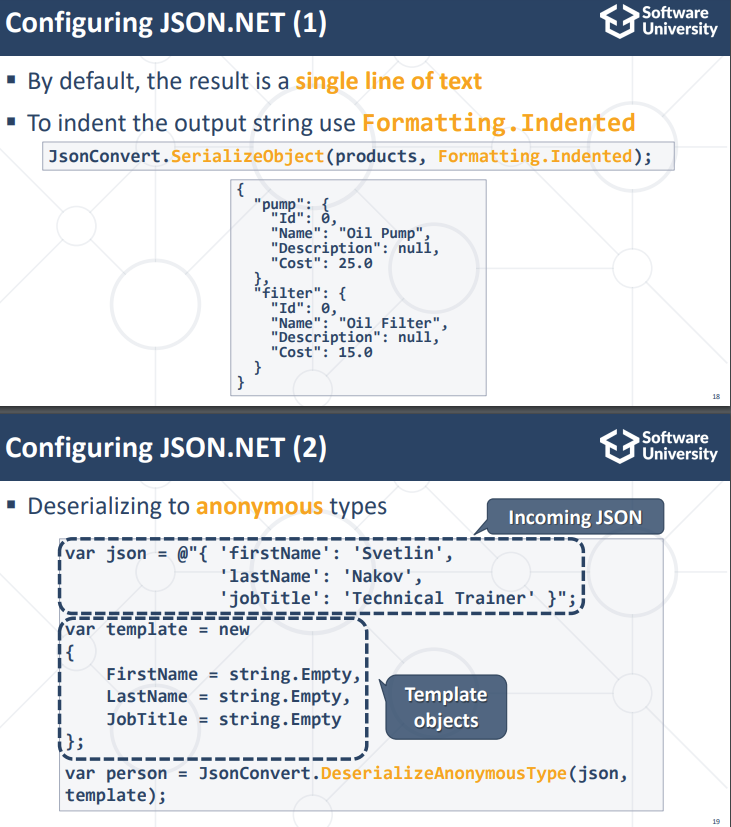 Configuring JSON.NET (1)
Software
University
▪ By default, the result is a single line of text
▪ To indent the output string use Formatting.Indented
JsonConvert.SerializeObject(products, Formatting.Indented);
{
  "pump": {
    "Id": 0,
    "Name": "Oil Pump",
    "Description": null,
    "Cost": 25.0
  },
  "filter": {
    "Id": 0,
    "Name": "Oil Filter",
    "Description": null,
    "Cost": 15.0
  }
}
18
Configuring JSON.NET (2)
Software
University
▪ Deserializing to anonymous types
Incoming JSON
var json = @"{ 'firstName': 'Svetlin',
               'lastName': 'Nakov',
               'jobTitle': 'Technical Trainer' }";
var template = new
{
    FirstName = string.Empty,
    LastName = string.Empty,
    JobTitle = string.Empty
};
Template
objects
var person = JsonConvert.DeserializeAnonymousType(json,
template);
19